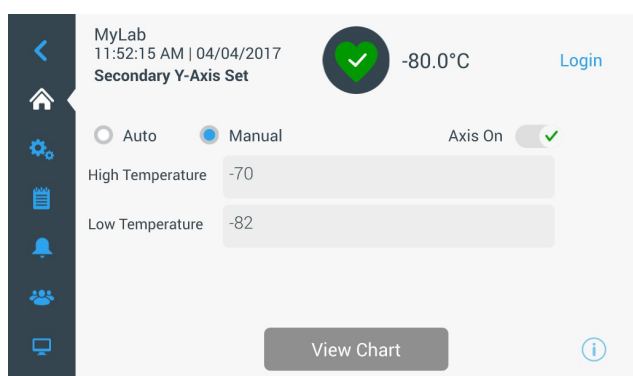 MyLab
11:52:15 AM | 04/04/2017
Secondary Y-Axis Set
-80.0°C
Login
Auto
Manual
Axis On
High Temperature
-70
Low Temperature
-82
View Chart
i